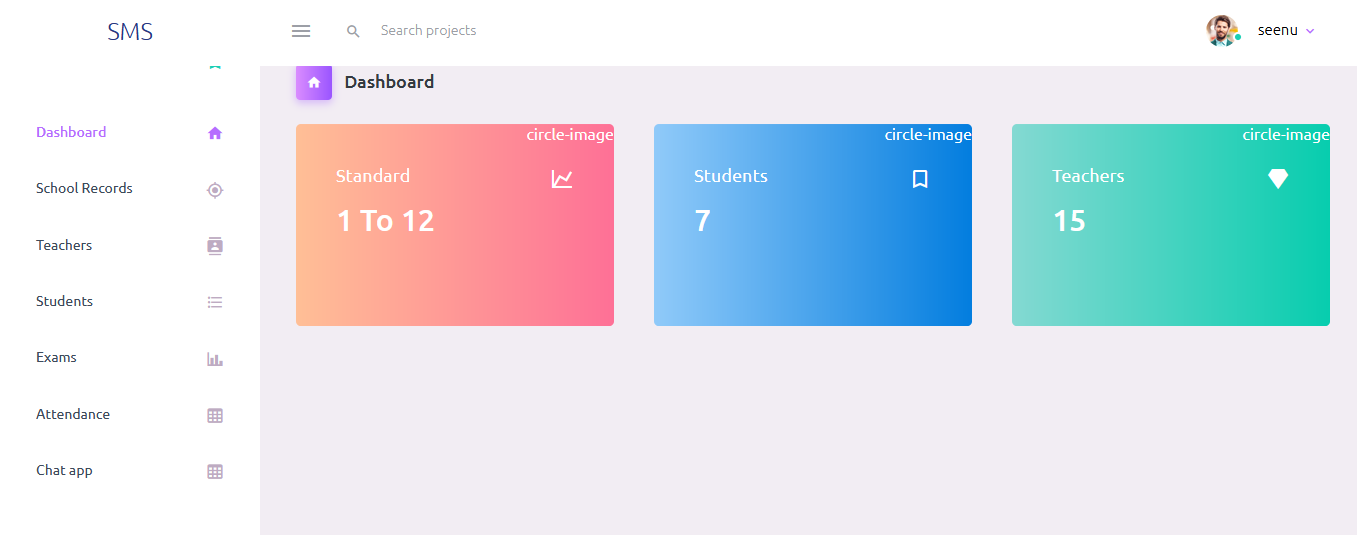 SMS
Search projects
seenu
Dashboard
School Records
Teachers
Students
Exams
Attendance
Chat app
Dashboard
circle-image
Standard
1 To 12
circle-image
Students
7
circle-image
Teachers
15